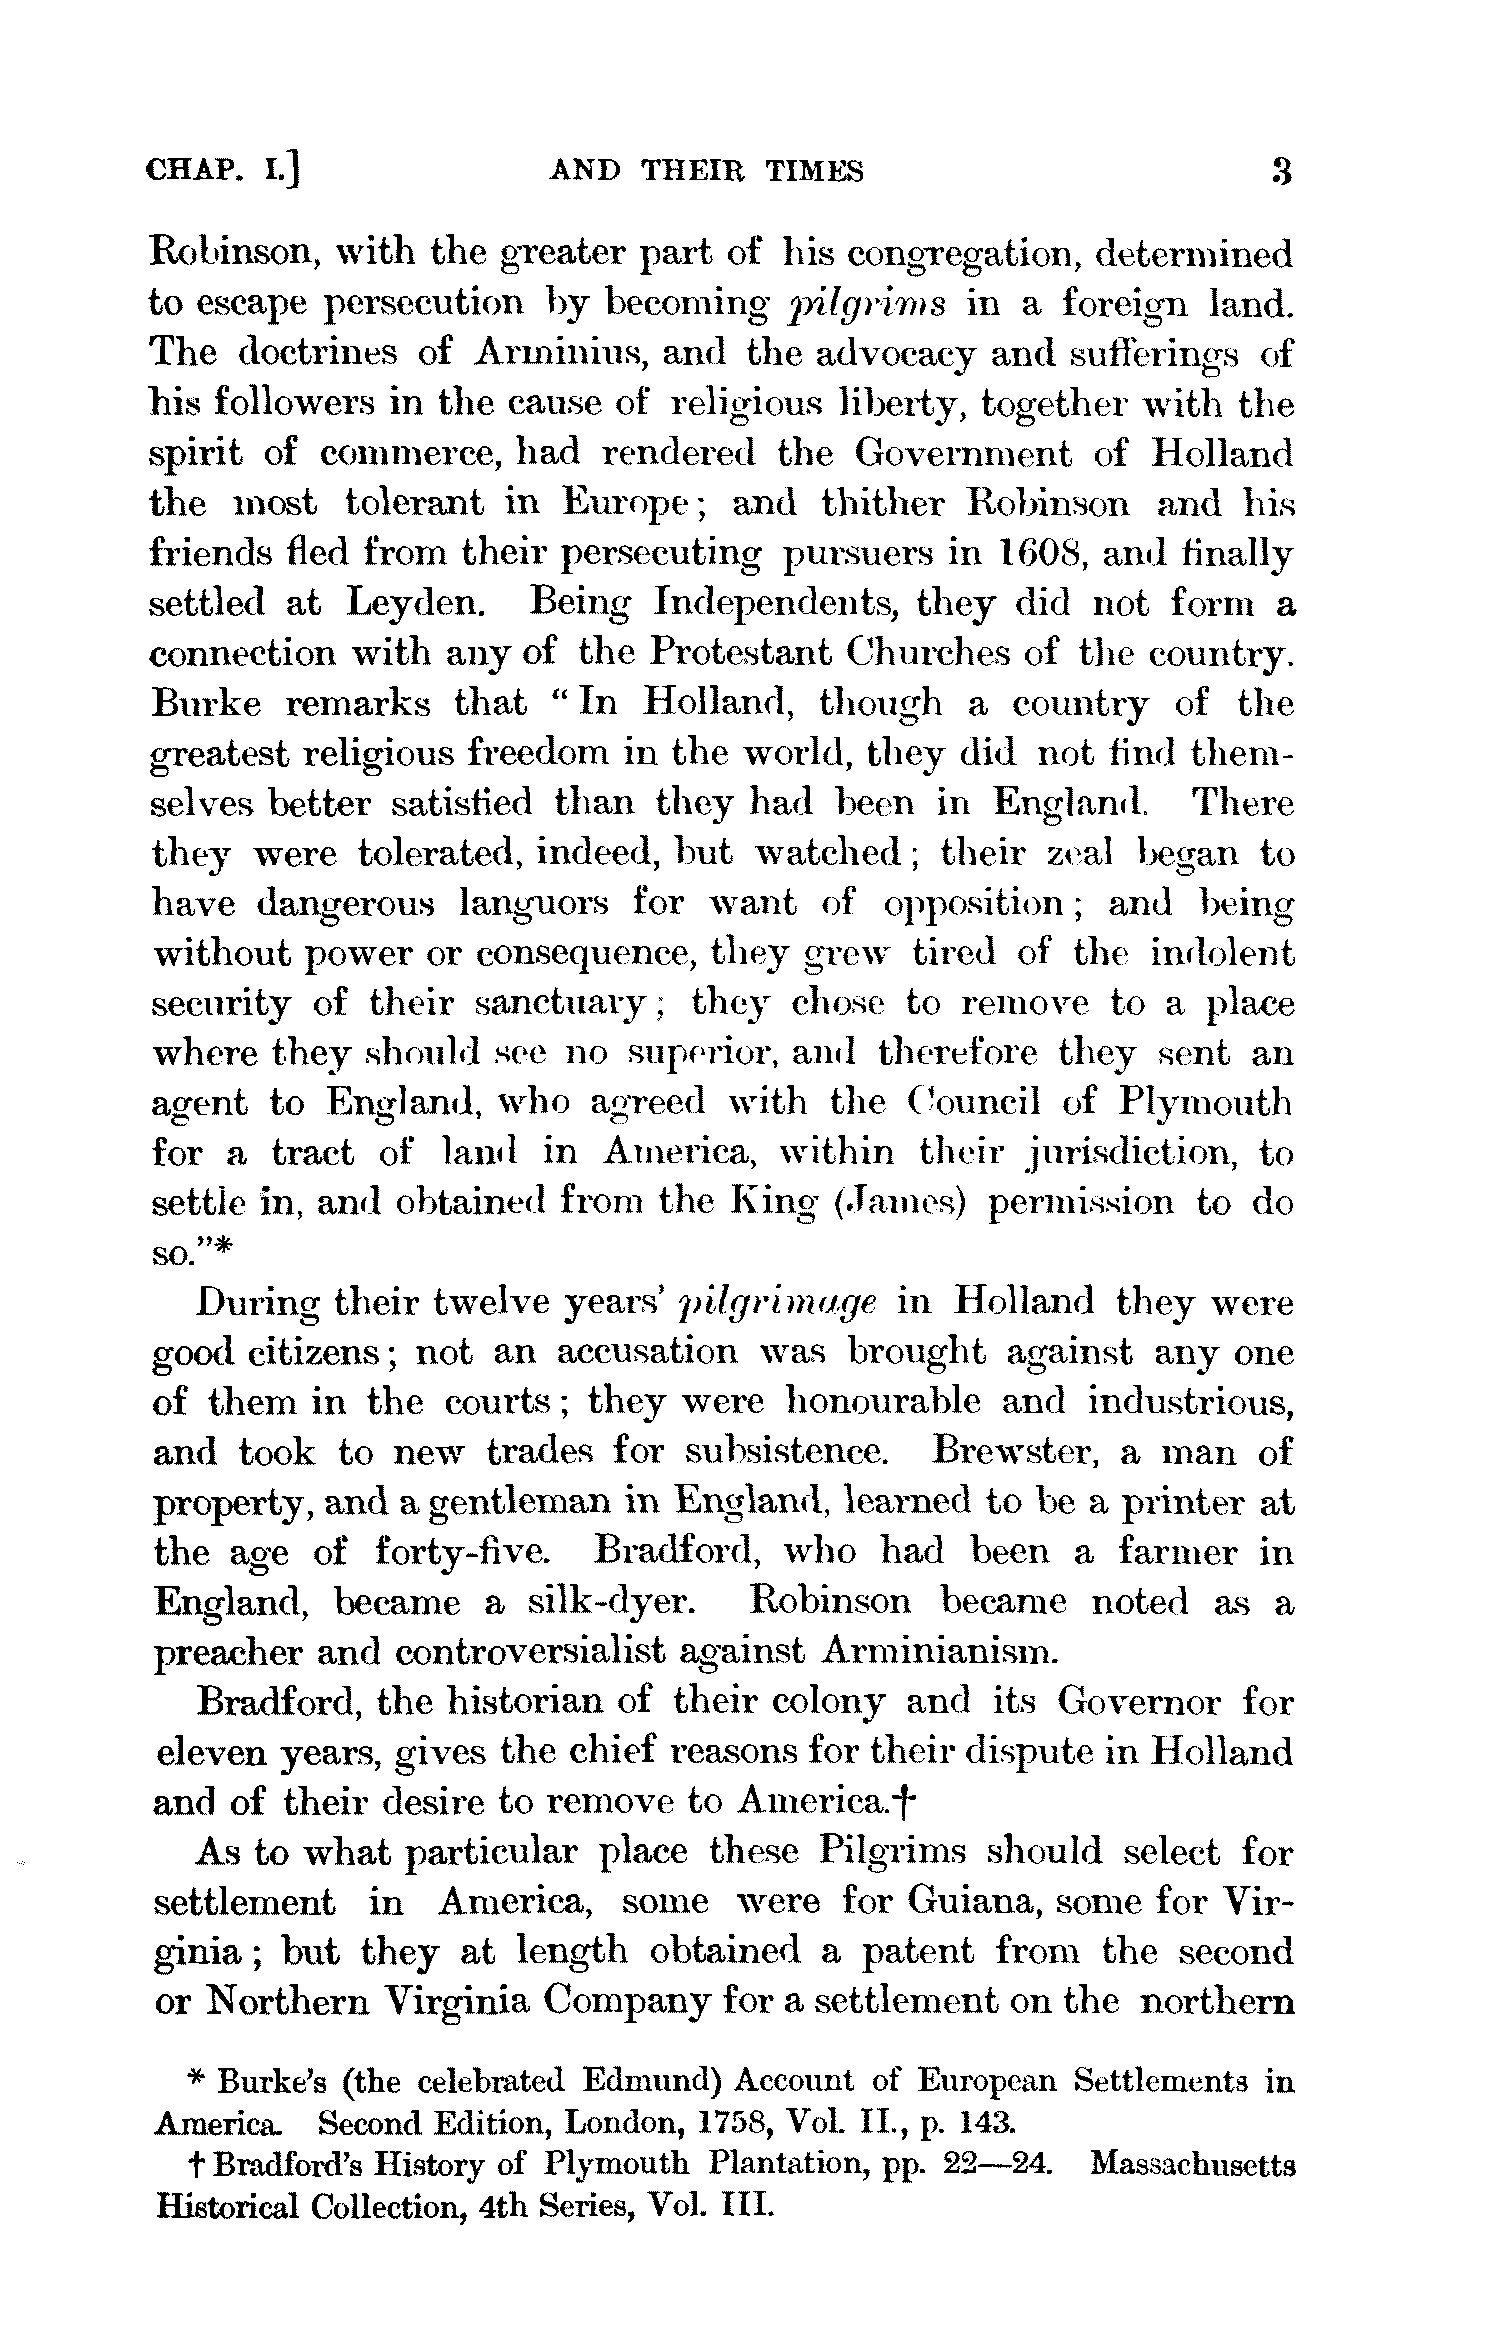 CHAP. I.] AND THEIR TIMES 3
Robinson, with the greater part of his congregation, determined
to escape persecution by becoming pilgrims in a foreign land.
The doctrines of Arminius, and the advocacy and sufferings of
his followers in the cause of religious liberty, together with the
spirit of commerce, had rendered the Government of Holland
the most tolerant in Europe; and thither Robinson and his
friends fled from their persecuting pursuers in 1608, and finally
settled at Leyden. Being Independents, they did not form a
connection with any of the Protestant Churches of the country.
Burke remarks that "In Holland, though a country of the
greatest religious freedom in the world, they did not find them-
selves better satisfied than they had been in England. There
they were tolerated, indeed, but watched; their zeal began to
have dangerous languors for want of opposition; and being
without power or consequence, they grew tired of the indolent
security of their sanctuary; they chose to remove to a place
where they should see no superior, and therefore they sent an
agent to England, who agreed with the Council of Plymouth
for a tract of land in America, within their jurisdiction, to
settle in, and obtained from the King (James) permission to do
so."*
During their twelve years' pilgrimage in Holland they were
good citizens; not an accusation was brought against any one
of them in the courts; they were honourable and industrious,
and took to new trades for subsistence. Brewster, a man of
property, and a gentleman in England, learned to be a printer at
the age of forty-five. Bradford, who had been a farmer in
England, became a silk-dyer. Robinson became noted as a
preacher and controversialist against Arminianism.
Bradford, the historian of their colony and its Governor for
eleven years, gives the chief reasons for their dispute in Holland
and of their desire to remove to America.†
As to what particular place these Pilgrims should select for
settlement in America, some were for Guiana, some for Vir-
ginia; but they at length obtained a patent from the second
or Northern Virginia Company for a settlement on the northern
* Burke's (the celebrated Edmund) Account of European Settlements in
America. Second Edition, London, 1758, Vol. II., p. 143.
† Bradford's History of Plymouth Plantation, pp. 22—24. Massachusetts
Historical Collection, 4th Series, Vol. III.